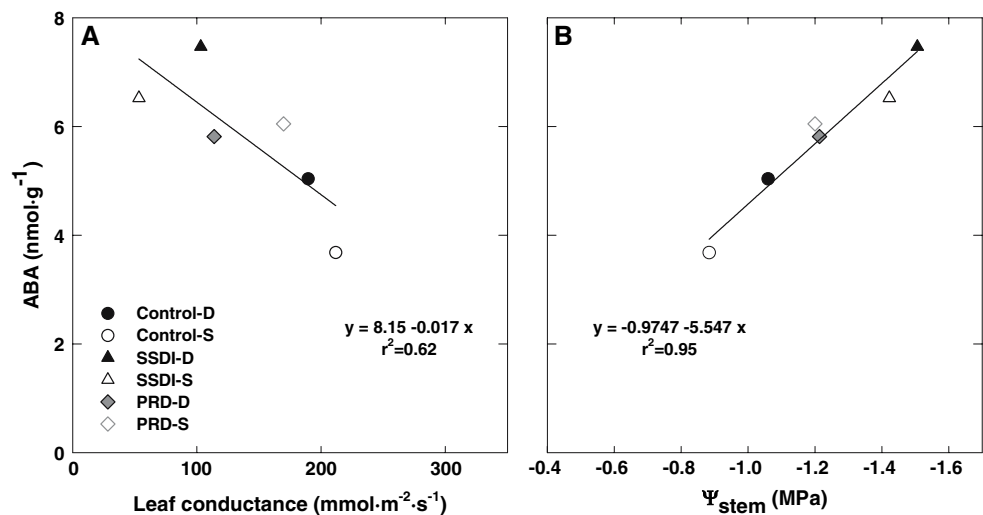 A
B
8
6
4
2
0
ABA (nmol·g⁻¹)
Control-D
Control-S
SSDI-D
SSDI-S
PRD-D
PRD-S
y = 8.15 -0.017 x
r²=0.62
y = -0.9747 -5.547 x
r²=0.95
0 100 200 300
-0.4 -0.6 -0.8 -1.0 -1.2 -1.4 -1.6
Leaf conductance (mmol·m⁻²·s⁻¹)
Ψstem (MPa)